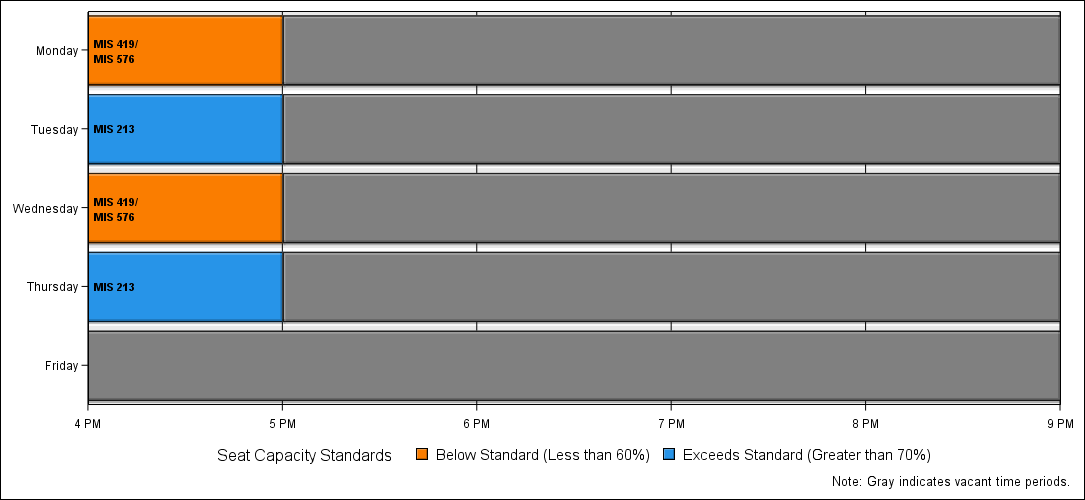 Monday
MIS 419/
MIS 576
Tuesday
MIS 213
Wednesday
MIS 419/
MIS 576
Thursday
MIS 213
Friday
4 PM 5 PM 6 PM 7 PM 8 PM 9 PM
Seat Capacity Standards Below Standard (Less than 60%) Exceeds Standard (Greater than 70%)
Note: Gray indicates vacant time periods.